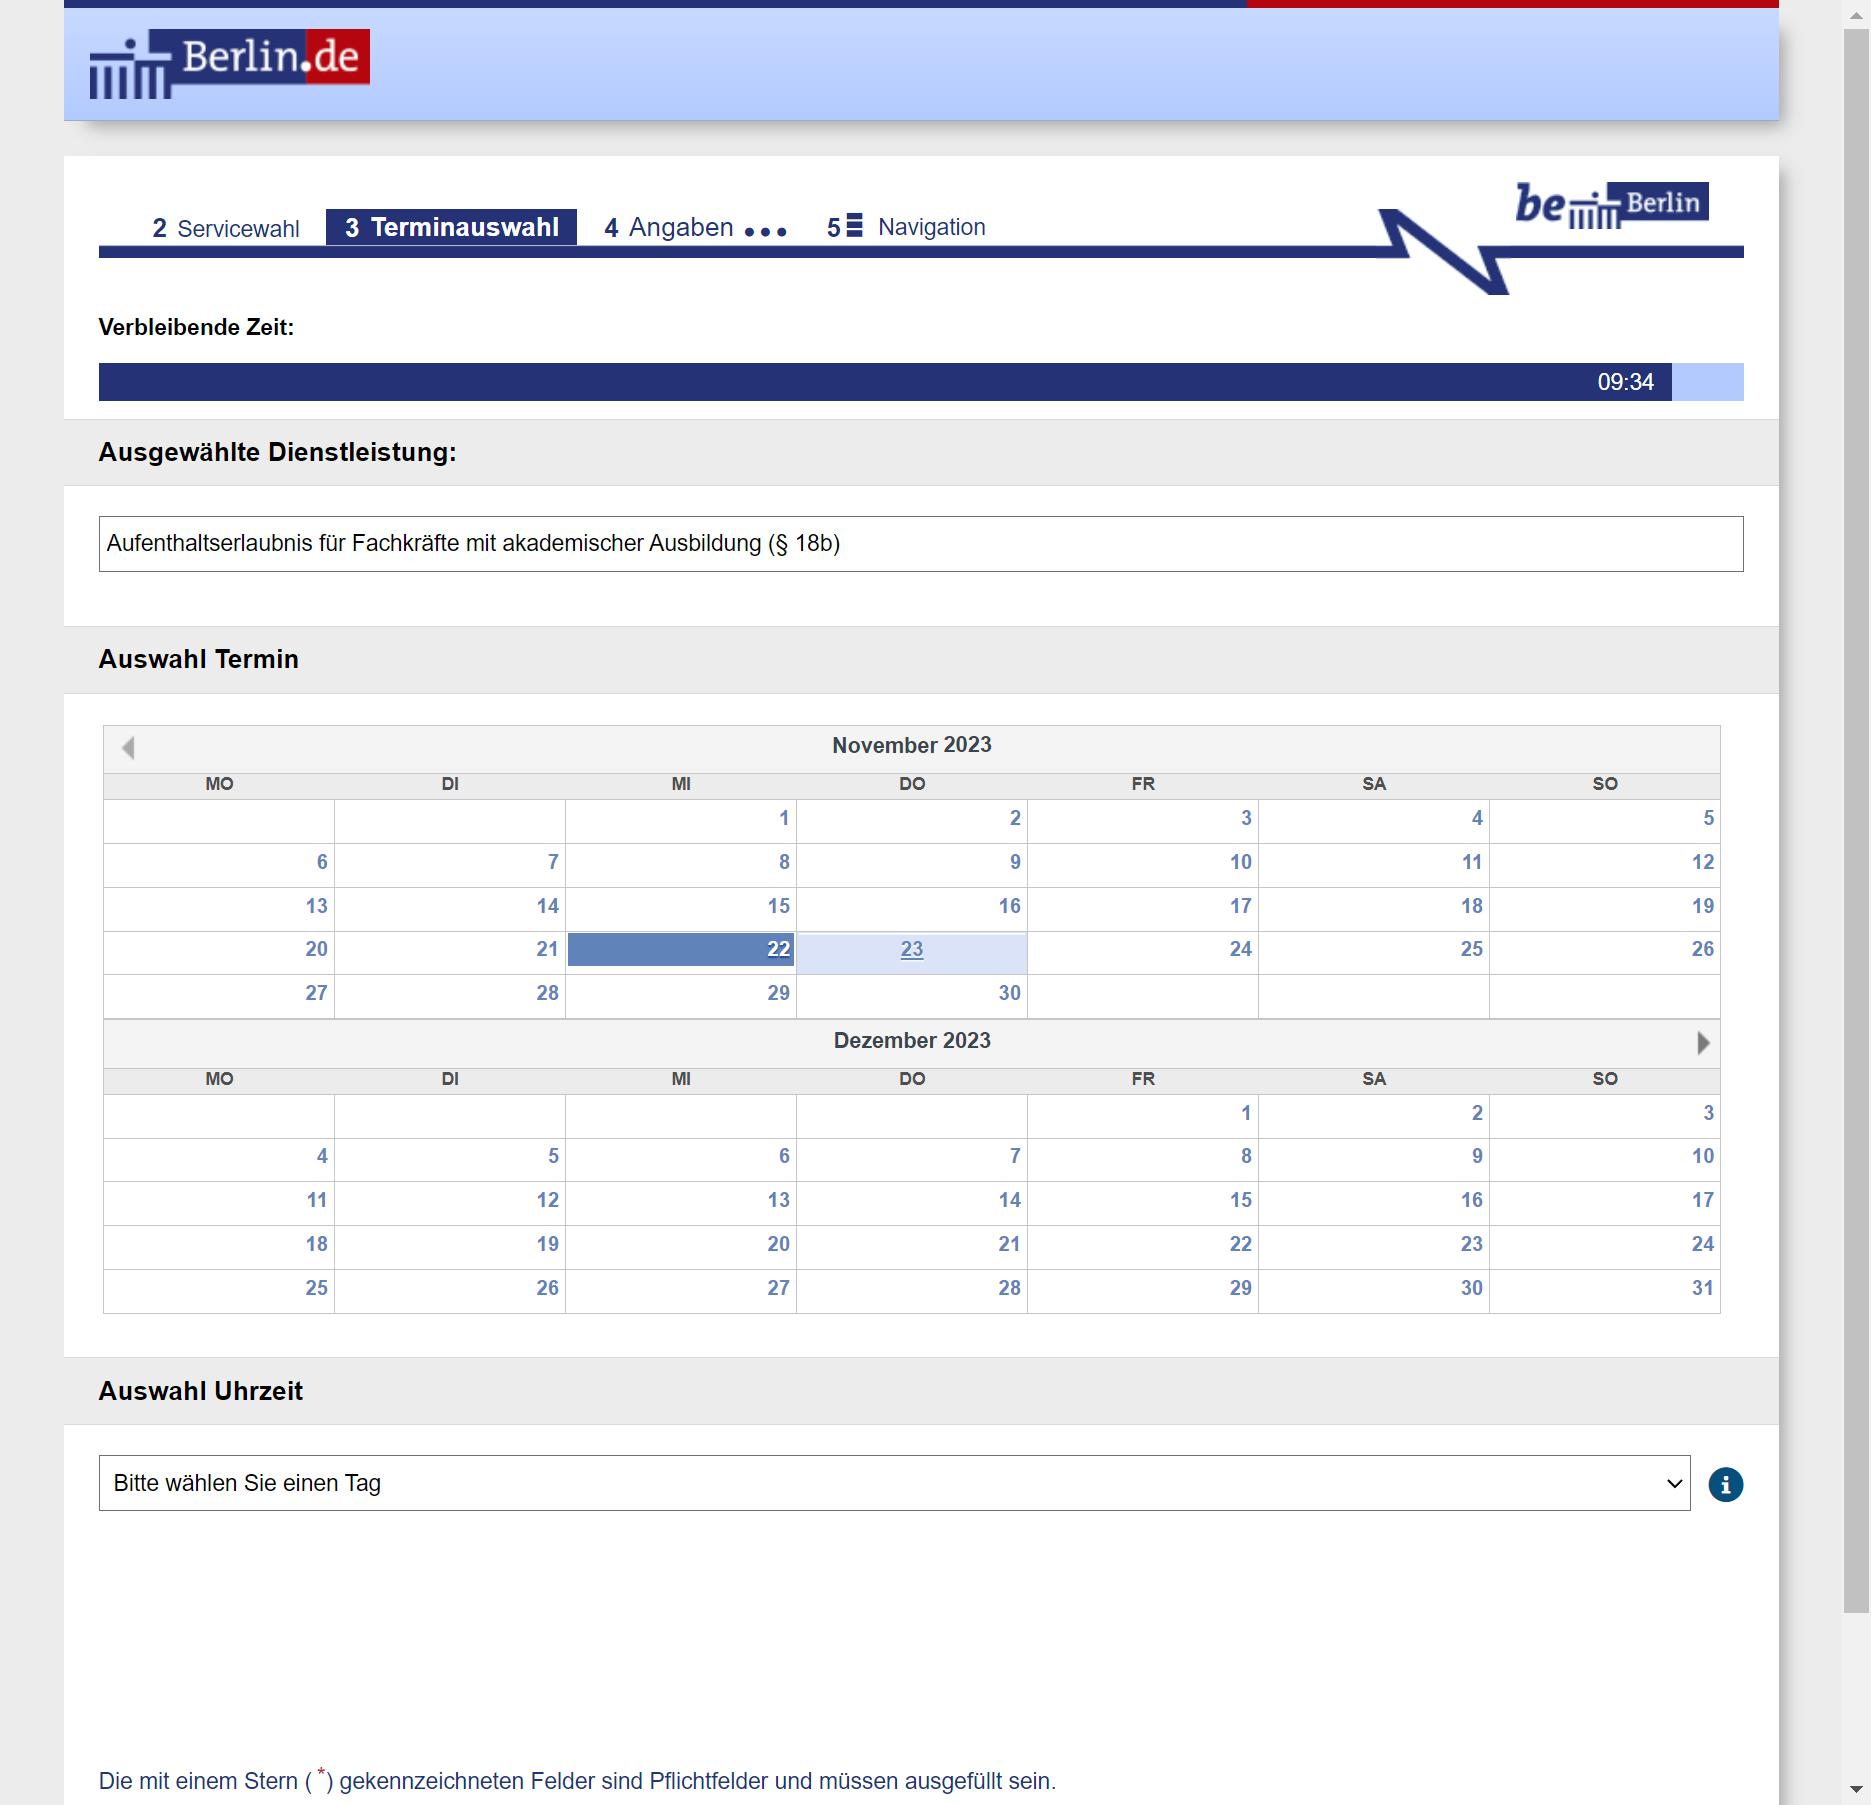 Berlin.de
be Berlin
2 Servicewahl 3 Terminauswahl 4 Angaben ●●● 5 Navigation
Verbleibende Zeit:
09:34
Ausgewählte Dienstleistung:
Aufenthaltserlaubnis für Fachkräfte mit akademischer Ausbildung (§ 18b)
Auswahl Termin
November 2023
MO DI MI DO FR SA SO
1 2 3 4 5
6 7 8 9 10 11 12
13 14 15 16 17 18 19
20 21 22 23 24 25 26
27 28 29 30
Dezember 2023
MO DI MI DO FR SA SO
1 2 3
4 5 6 7 8 9 10
11 12 13 14 15 16 17
18 19 20 21 22 23 24
25 26 27 28 29 30 31
Auswahl Uhrzeit
Bitte wählen Sie einen Tag
Die mit einem Stern ( *) gekennzeichneten Felder sind Pflichtfelder und müssen ausgefüllt sein.